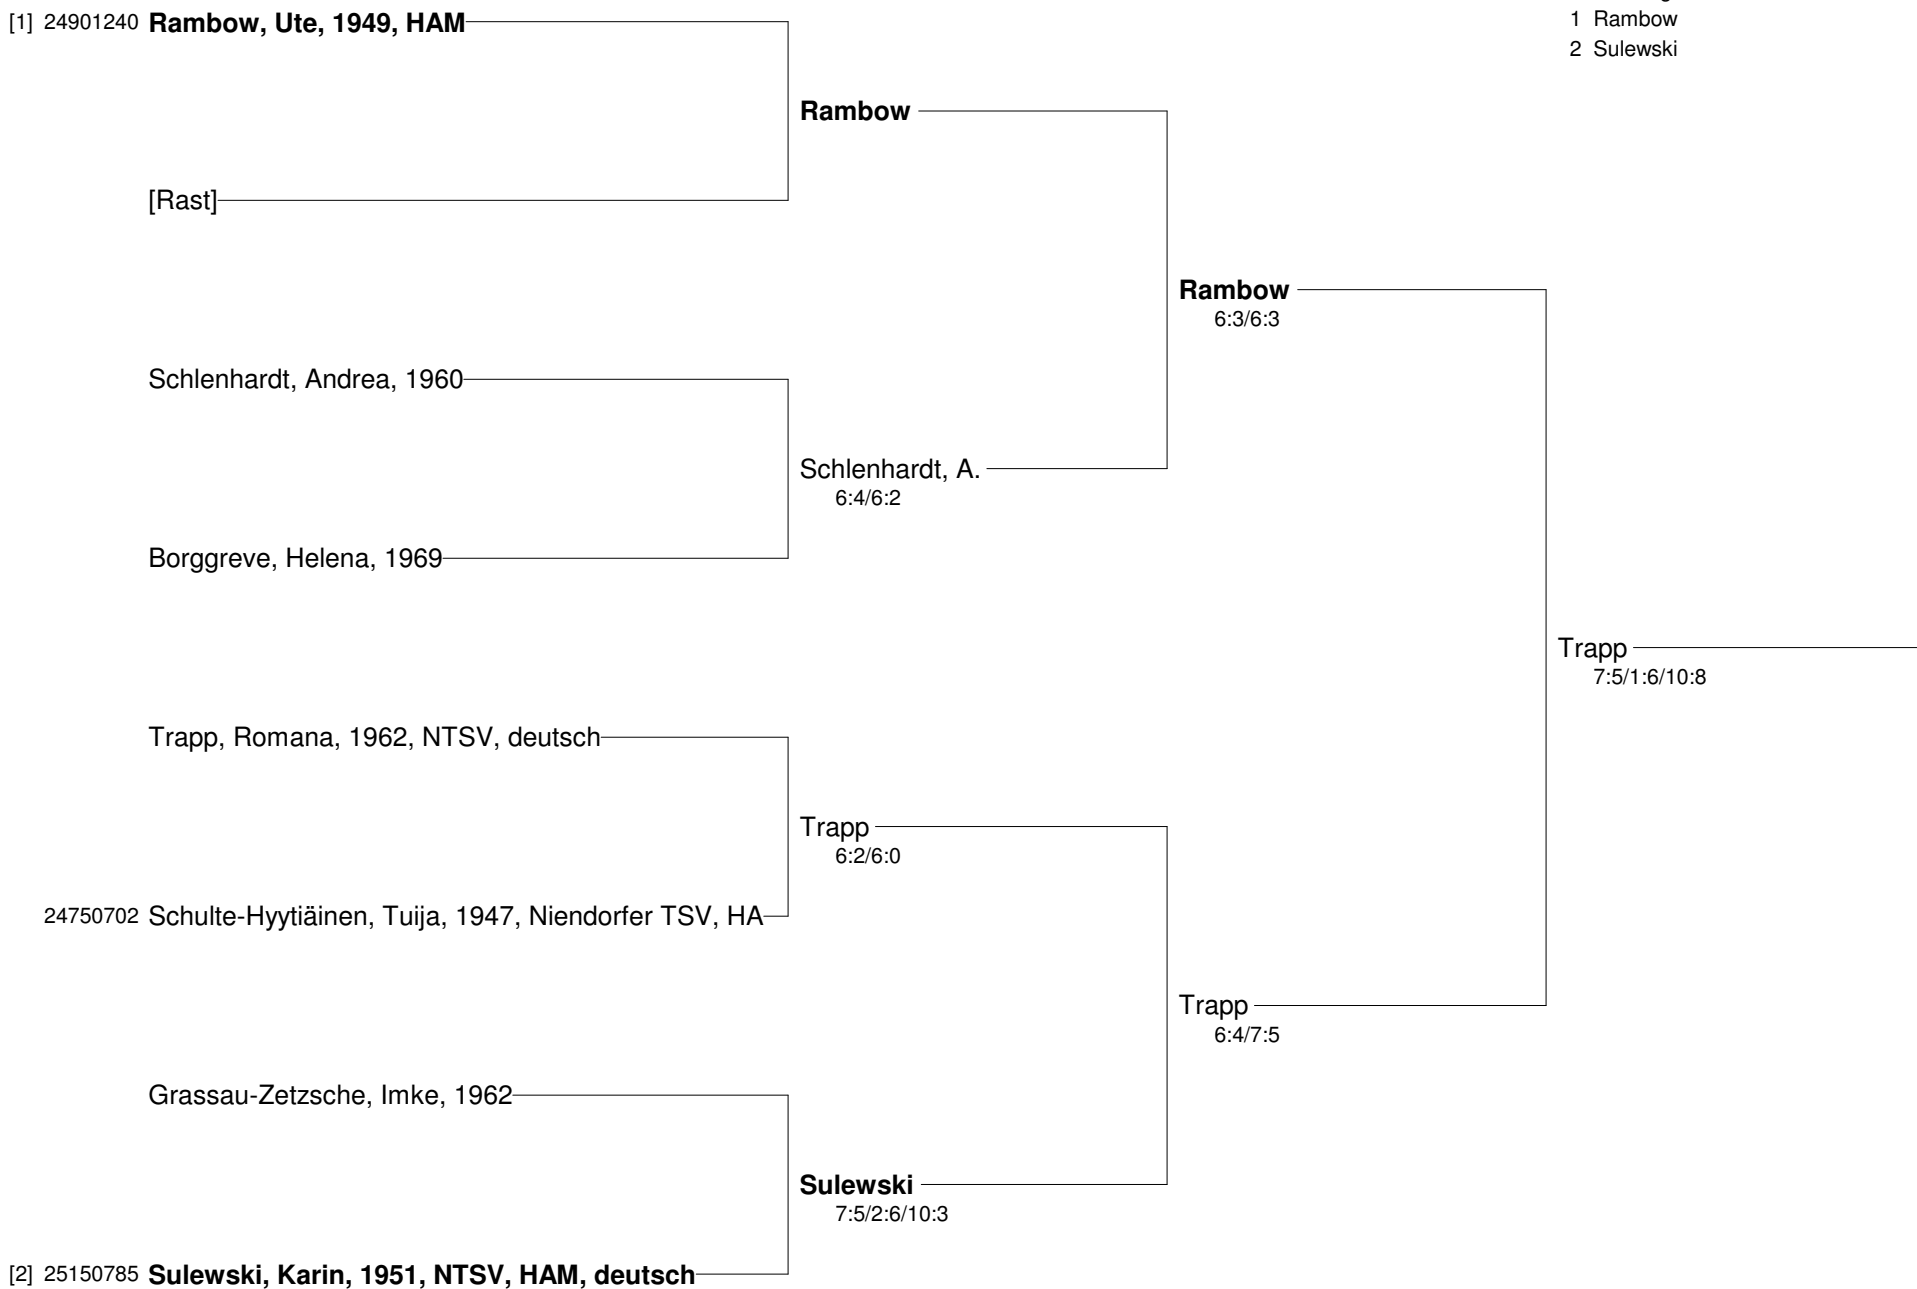 [1] 24901240 Rambow, Ute, 1949, HAM
1 Rambow
2 Sulewski
Rambow
[Rast]
Rambow
6:3/6:3
Schlenhardt, Andrea, 1960
Schlenhardt, A.
6:4/6:2
Borggreve, Helena, 1969
Trapp
7:5/1:6/10:8
Trapp, Romana, 1962, NTSV, deutsch
Trapp
6:2/6:0
24750702 Schulte-Hyytiäinen, Tuija, 1947, Niendorfer TSV, HA
Trapp
6:4/7:5
Grassau-Zetzsche, Imke, 1962
Sulewski
7:5/2:6/10:3
[2] 25150785 Sulewski, Karin, 1951, NTSV, HAM, deutsch